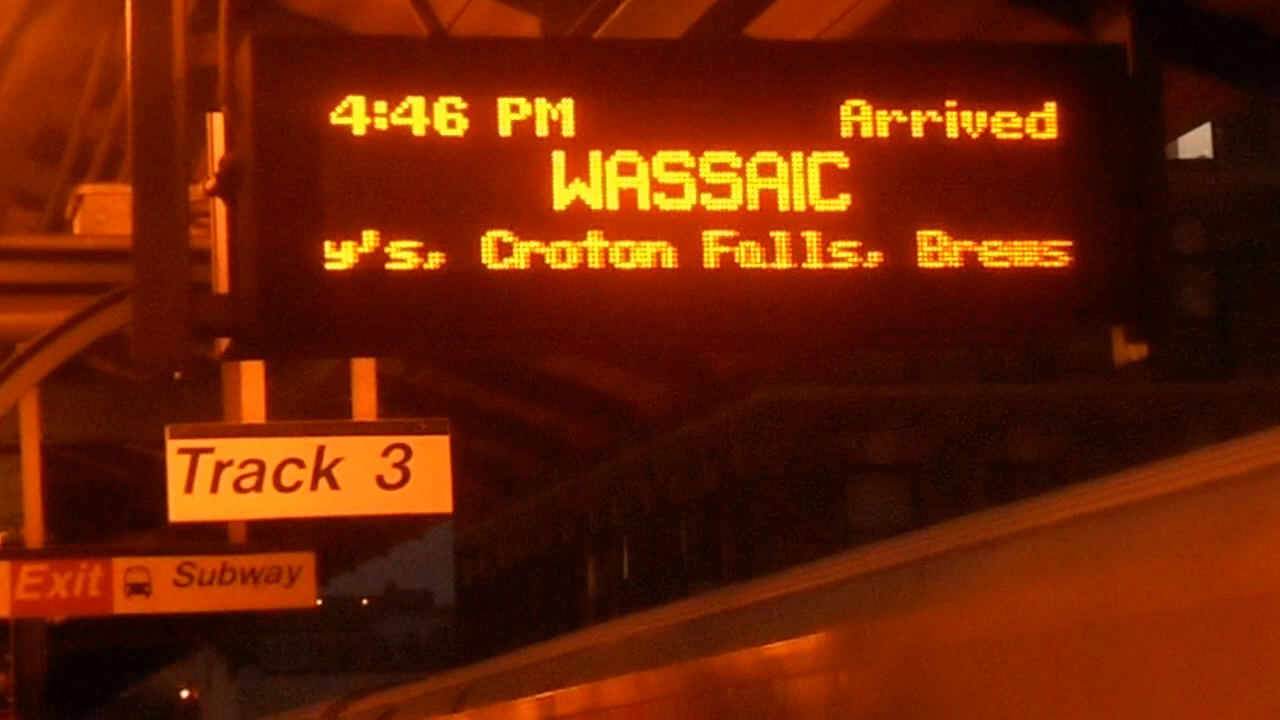 4:46 PM Arrived
WASSAIC
y's, Croton Falls, Brews
Track 3
Exit Subway